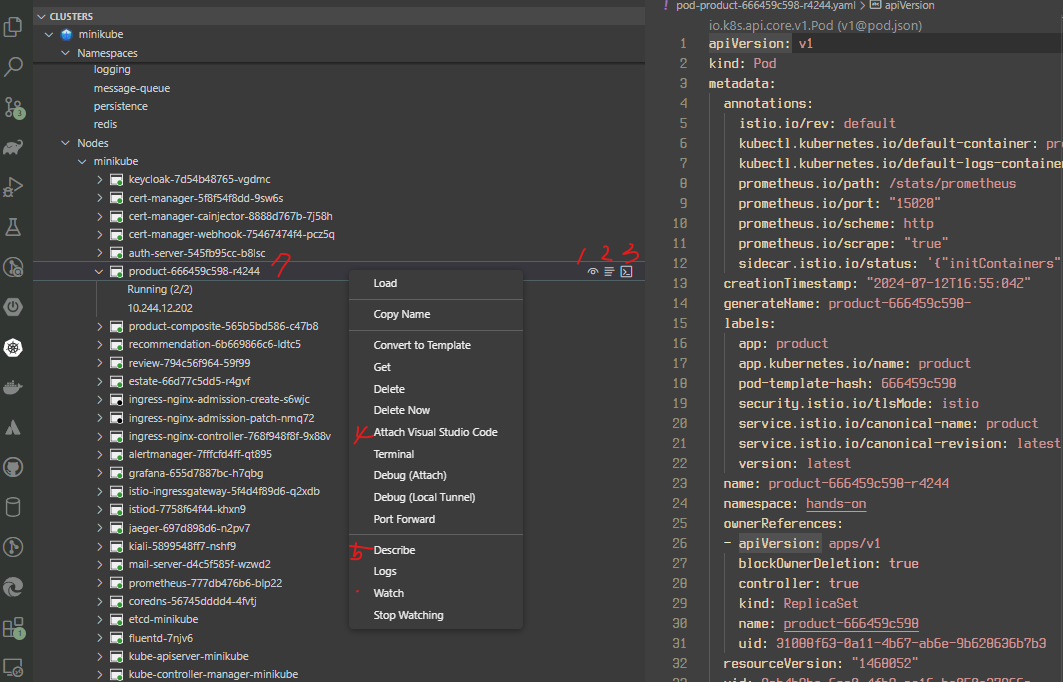 CLUSTERS
minikube
Namespaces
logging
message-queue
persistence
redis
Nodes
minikube
keycloak-7d54b48765-vgdmc
cert-manager-5f8f54f8dd-9sw6s
cert-manager-cainjector-8888d767b-7j58h
cert-manager-webhook-75467474f4-pcz5q
auth-server-545fb95cc-b8lsc
product-666459c598-r4244
7
1 2 3
Running (2/2)
10.244.12.202
product-composite-565b5bd586-c47b8
recommendation-6b669866c6-ldtc5
review-794c56f964-59f99
estate-66d77c5dd5-r4gvf
ingress-nginx-admission-create-s6wjc
ingress-nginx-admission-patch-nmq72
ingress-nginx-controller-768f948f8f-9x88v
alertmanager-7fffcfd4ff-qt895
grafana-655d7887bc-h7qbg
istio-ingressgateway-5f4d4f89d6-q2xdb
istiod-7758f64f44-khxn9
jaeger-697d898d6-n2pv7
kiali-5899548ff7-nshf9
mail-server-d4c5f585f-wzwd2
prometheus-777db476b6-blp22
coredns-56745dddd4-4fvtj
etcd-minikube
fluentd-7njv6
kube-apiserver-minikube
kube-controller-manager-minikube
3
1
Load
Copy Name
Convert to Template
Get
Delete
Delete Now
4
Attach Visual Studio Code
Terminal
Debug (Attach)
Debug (Local Tunnel)
Port Forward
5
Describe
Logs
Watch
Stop Watching
! pod-product-666459c598-r4244.yaml > apiVersion
io.k8s.api.core.v1.Pod (v1@pod.json)
1 apiVersion: v1
2 kind: Pod
3 metadata:
4 annotations:
5 istio.io/rev: default
6 kubectl.kubernetes.io/default-container: pr
7 kubectl.kubernetes.io/default-logs-container
8 prometheus.io/path: /stats/prometheus
9 prometheus.io/port: "15020"
10 prometheus.io/scheme: http
11 prometheus.io/scrape: "true"
12 sidecar.istio.io/status: '{"initContainers"
13 creationTimestamp: "2024-07-12T16:55:04Z"
14 generateName: product-666459c598-
15 labels:
16 app: product
17 app.kubernetes.io/name: product
18 pod-template-hash: 666459c598
19 security.istio.io/tlsMode: istio
20 service.istio.io/canonical-name: product
21 service.istio.io/canonical-revision: latest
22 version: latest
23 name: product-666459c598-r4244
24 namespace: hands-on
25 ownerReferences:
26 - apiVersion: apps/v1
27 blockOwnerDeletion: true
28 controller: true
29 kind: ReplicaSet
30 name: product-666459c598
31 uid: 31000f63-0a11-4b67-ab6e-9b620636b7b3
32 resourceVersion: "1460052"